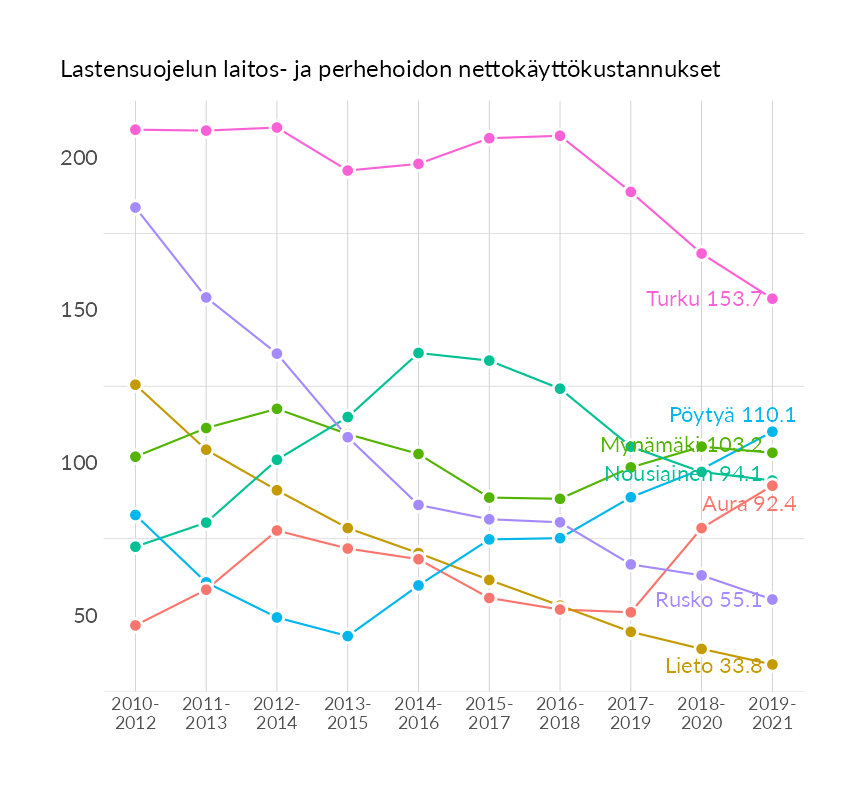 Lastensuojelun laitos- ja perhehoidon nettokäyttökustannukset
200
150
100
50
Turku 153.7
Pöytyä 110.1
Mynämäki 103.2
Nousiainen 94.1
Aura 92.4
Rusko 55.1
Lieto 33.8
2010- 2011- 2012- 2013- 2014- 2015- 2016- 2017- 2018- 2019-
2012 2013 2014 2015 2016 2017 2018 2019 2020 2021